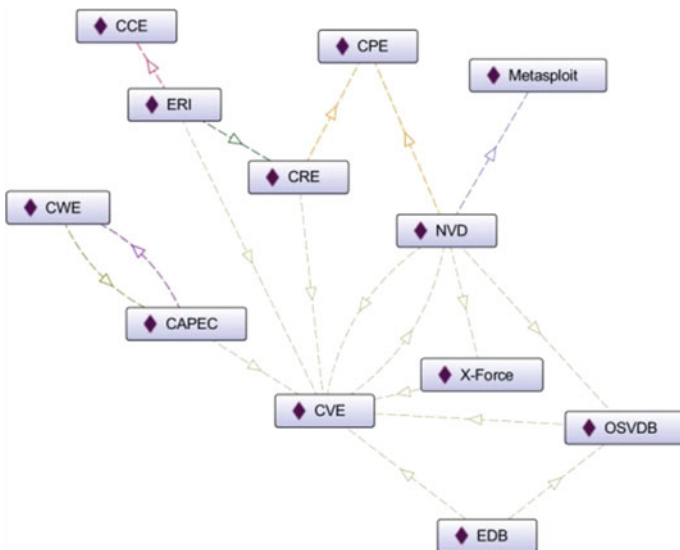 CCE
CPE
Metasploit
ERI
CRE
CWE
NVD
CAPEC
X-Force
CVE
OSVDB
EDB